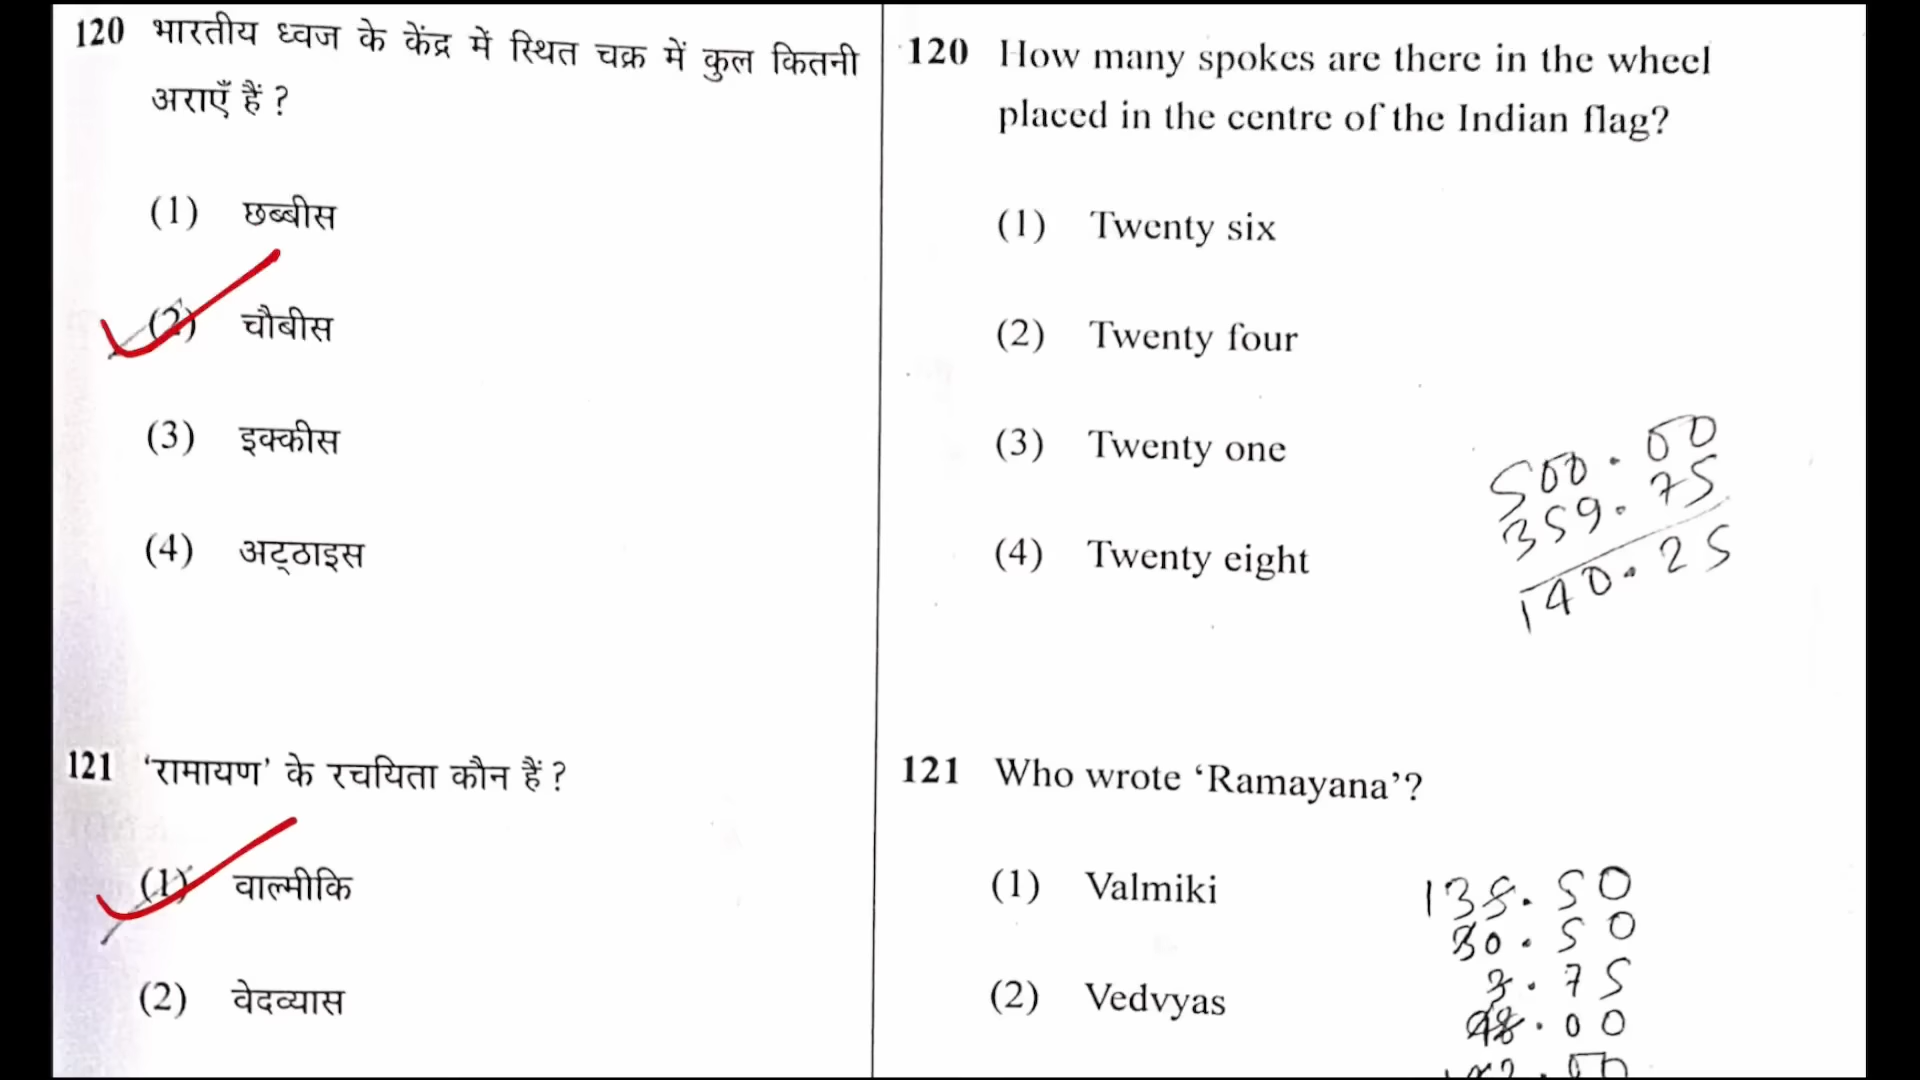 120 भारतीय ध्वज के केंद्र में स्थित चक्र में कुल कितनी
अराएँ हैं ?
(1) छब्बीस
(2) चौबीस
(3) इक्कीस
(4) अट्ठाइस
121 ‘रामायण’ के रचयिता कौन हैं ?
(1) वाल्मीकि
(2) वेदव्यास
120 How many spokes are there in the wheel
placed in the centre of the Indian flag?
(1) Twenty six
(2) Twenty four
(3) Twenty one
(4) Twenty eight
500.00
359.75
140.25
121 Who wrote ‘Ramayana’?
(1) Valmiki
(2) Vedvyas
138.50
30.50
3.75